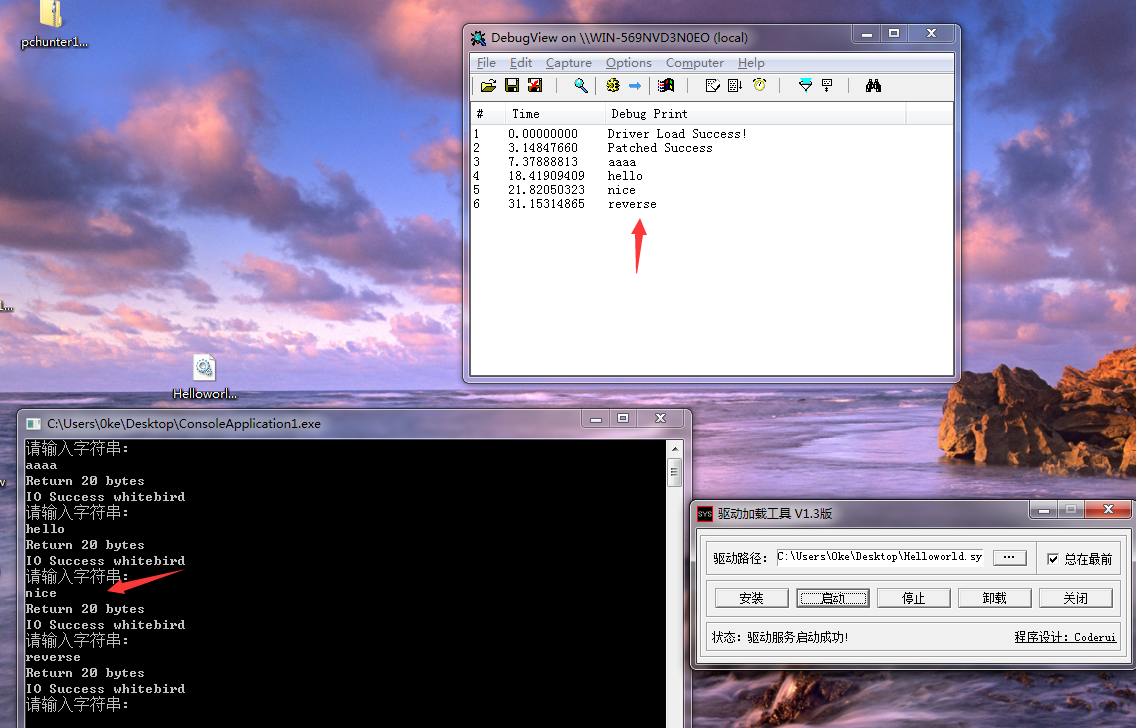 pchunter1...
DebugView on \\WIN-569NVD3N0EO (local)
File Edit Capture Options Computer Help
# Time Debug Print
1 0.00000000 Driver Load Success!
2 3.14847660 Patched Success
3 7.37888813 aaaa
4 18.41909409 hello
5 21.82050323 nice
6 31.15314865 reverse
Helloworl...
C:\Users\0ke\Desktop\ConsoleApplication1.exe
请输入字符串:
aaaa
Return 20 bytes
IO Success whitebird
请输入字符串:
hello
Return 20 bytes
IO Success whitebird
请输入字符串:
nice
Return 20 bytes
IO Success whitebird
请输入字符串:
reverse
Return 20 bytes
IO Success whitebird
请输入字符串:
SYS 驱动加载工具 V1.3版
驱动路径: C:\Users\0ke\Desktop\Helloworld.sy ... 总在最前
安装 启动 停止 卸载 关闭
状态: 驱动服务启动成功! 程序设计: Coderui